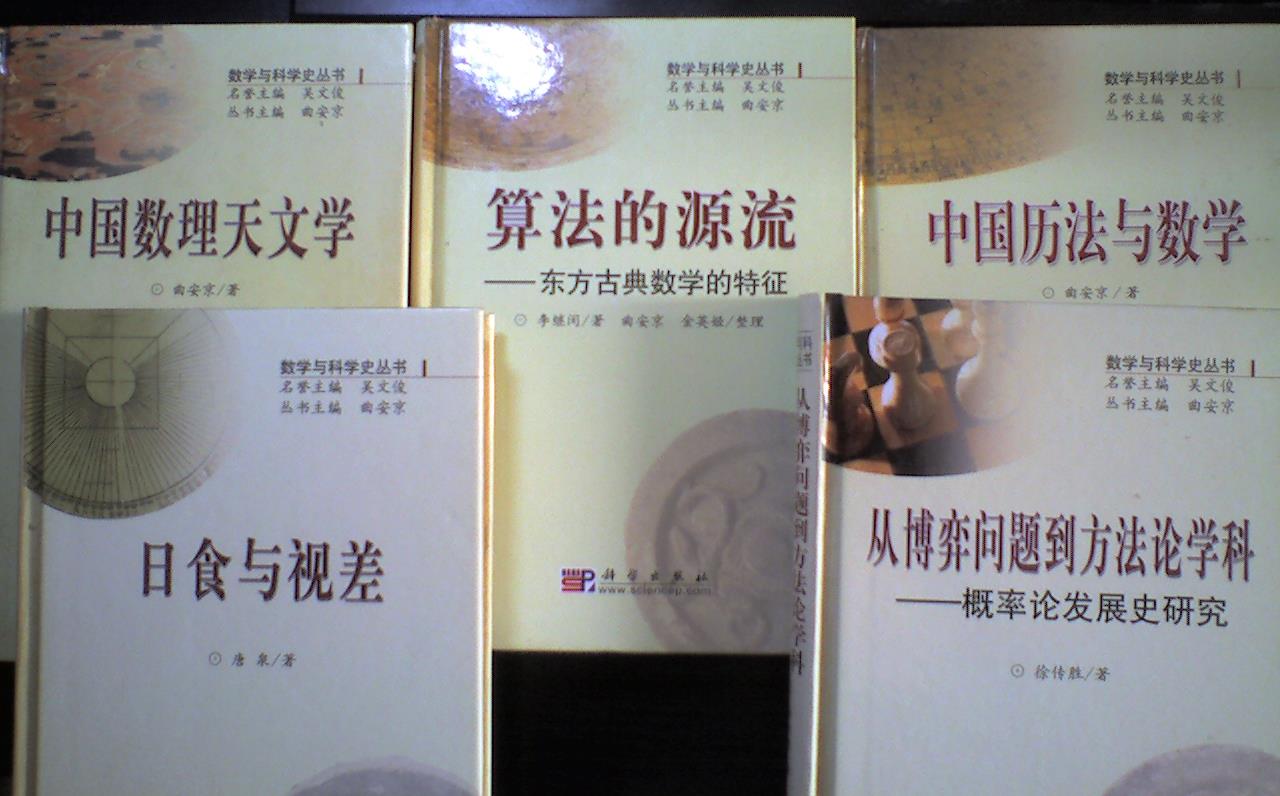 数学与科学史丛书
名誉主编 吴文俊
丛书主编 曲安京
中国数理天文学
曲安京/著
数学与科学史丛书
名誉主编 吴文俊
丛书主编 曲安京
算法的源流
——东方古典数学的特征
李继闵/著 曲安京 金英姬/整理
科学出版社
www.sciencep.com
数学与科学史丛书
名誉主编 吴文俊
丛书主编 曲安京
中国历法与数学
曲安京/著
数学与科学史丛书
名誉主编 吴文俊
丛书主编 曲安京
日食与视差
唐泉/著
从博弈问题到方法论学科
数学与科学史丛书
名誉主编 吴文俊
丛书主编 曲安京
从博弈问题到方法论学科
——概率论发展史研究
徐传胜/著